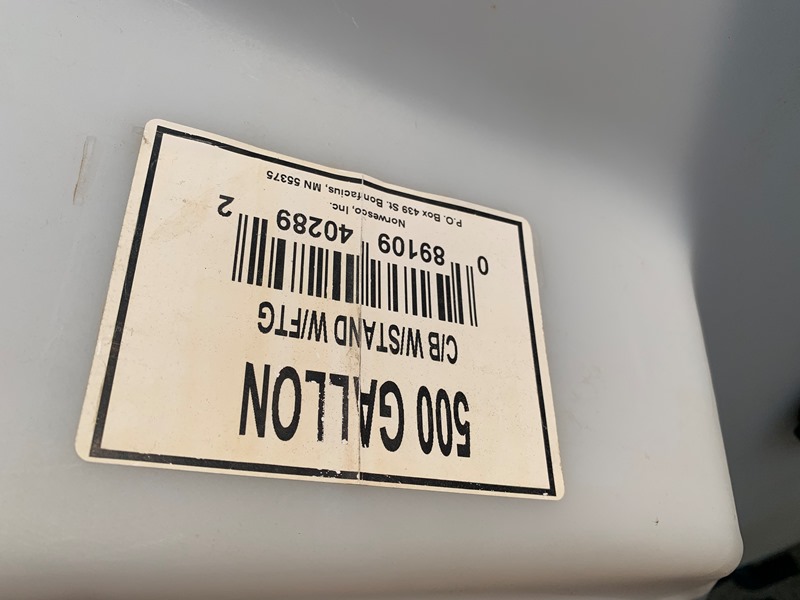 500 GALLON
C/B W/STAND W/FTG
0 89109 40289 2
Norwesco, Inc.
P.O. Box 439 St. Bonifacius, MN 55375